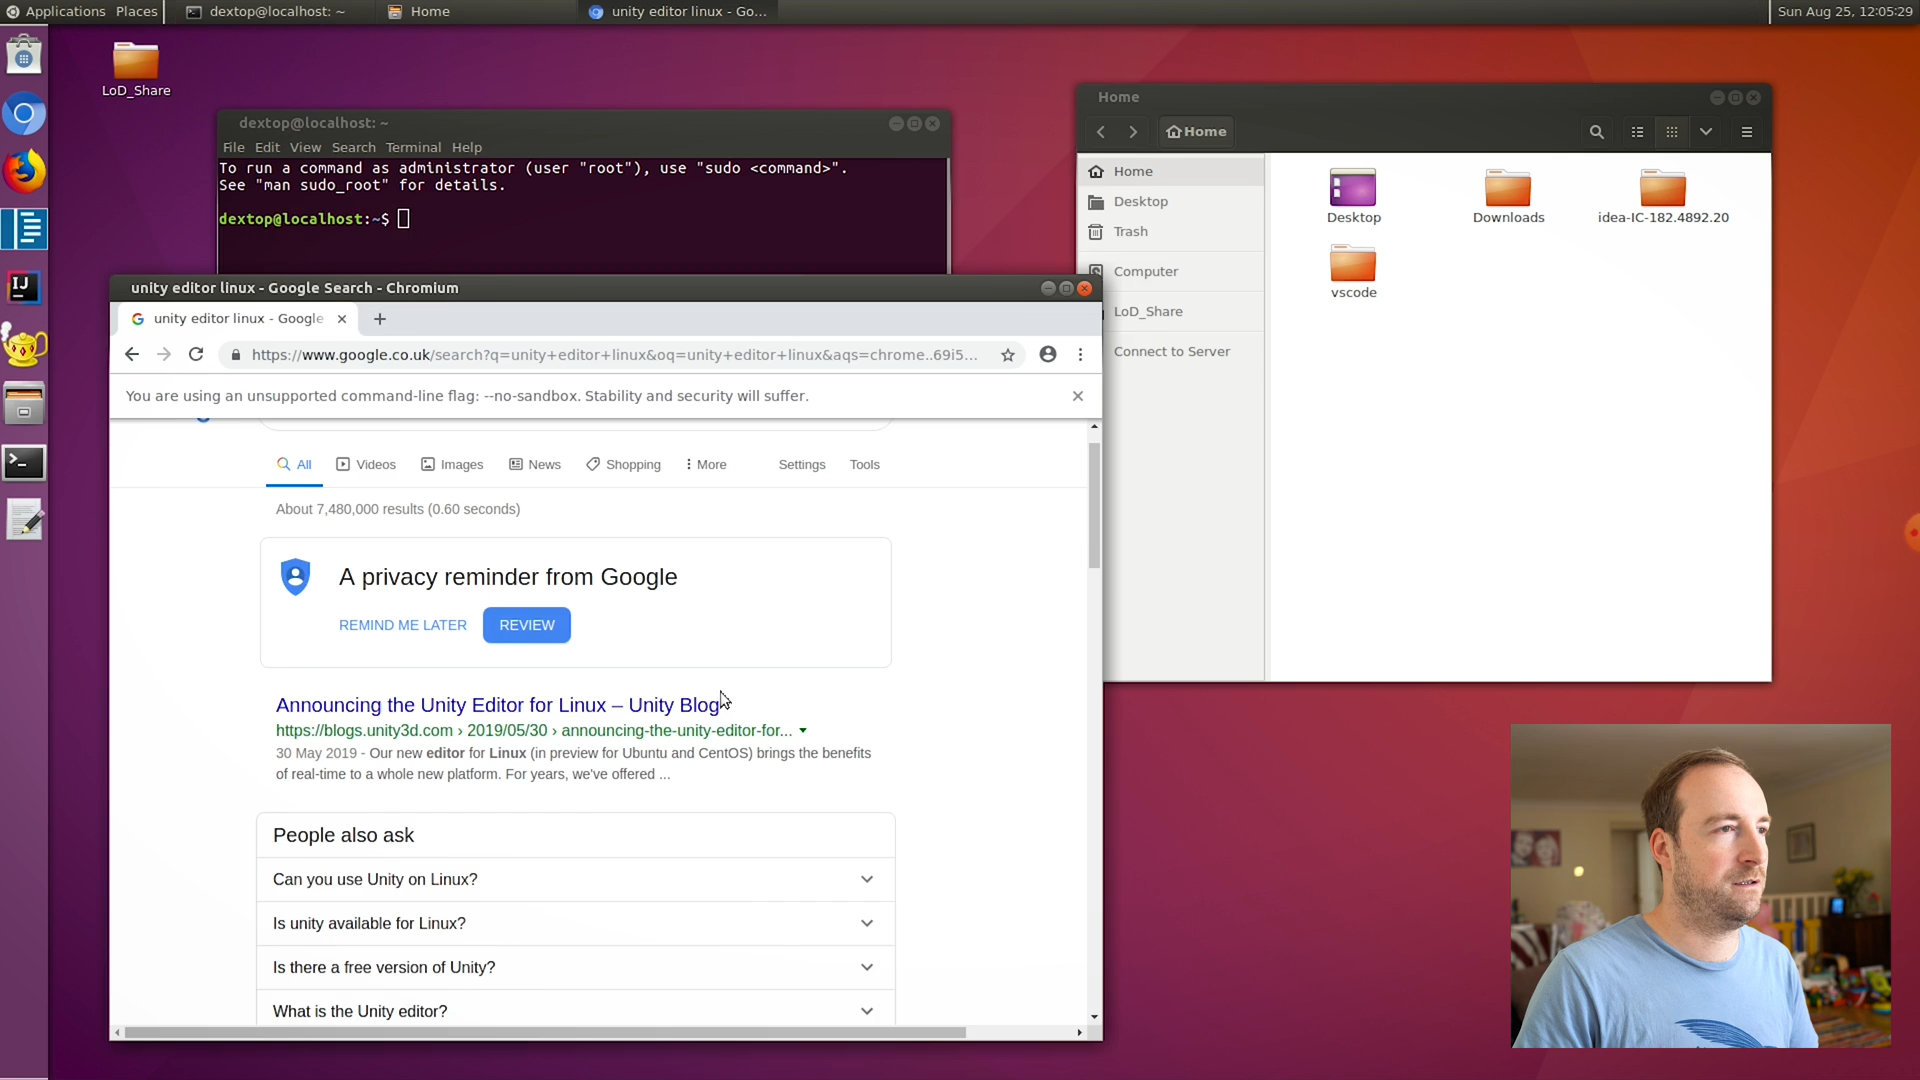 Applications Places dextop@localhost: ~ Home unity editor linux - Go... Sun Aug 25, 12:05:29
LoD_Share
dextop@localhost: ~
File Edit View Search Terminal Help
To run a command as administrator (user "root"), use "sudo <command>".
See "man sudo_root" for details.
dextop@localhost:~$
Home
Home
Home
Desktop
Trash
Computer
LoD_Share
Connect to Server
Desktop
Downloads
idea-IC-182.4892.20
vscode
IJ
unity editor linux - Google Search - Chromium
unity editor linux - Google
https://www.google.co.uk/search?q=unity+editor+linux&oq=unity+editor+linux&aqs=chrome..69i5...
You are using an unsupported command-line flag: --no-sandbox. Stability and security will suffer.
All Videos Images News Shopping More Settings Tools
About 7,480,000 results (0.60 seconds)
A privacy reminder from Google
REMIND ME LATER REVIEW
Announcing the Unity Editor for Linux – Unity Blog
https://blogs.unity3d.com › 2019/05/30 › announcing-the-unity-editor-for...
30 May 2019 - Our new editor for Linux (in preview for Ubuntu and CentOS) brings the benefits
of real-time to a whole new platform. For years, we've offered ...
People also ask
Can you use Unity on Linux?
Is unity available for Linux?
Is there a free version of Unity?
What is the Unity editor?